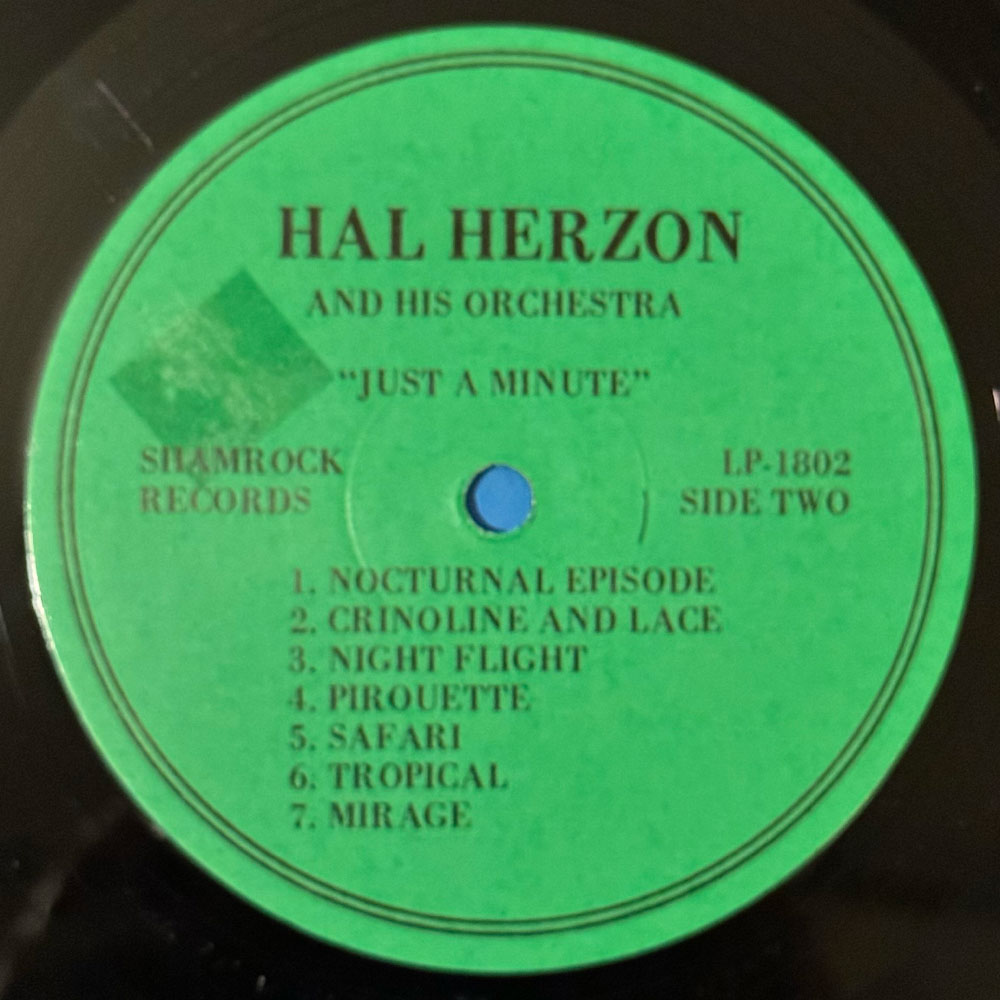 HAL HERZON
AND HIS ORCHESTRA
"JUST A MINUTE"
SHAMROCK
RECORDS
LP-1802
SIDE TWO
1. NOCTURNAL EPISODE
2. CRINOLINE AND LACE
3. NIGHT FLIGHT
4. PIROUETTE
5. SAFARI
6. TROPICAL
7. MIRAGE